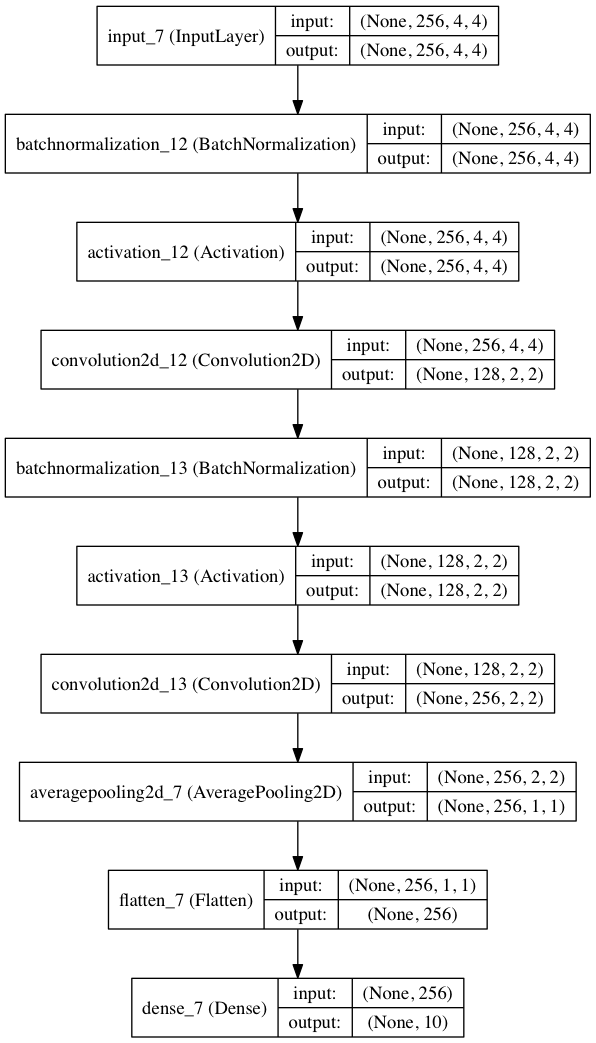 input_7 (InputLayer)
input: (None, 256, 4, 4)
output: (None, 256, 4, 4)
batchnormalization_12 (BatchNormalization)
input: (None, 256, 4, 4)
output: (None, 256, 4, 4)
activation_12 (Activation)
input: (None, 256, 4, 4)
output: (None, 256, 4, 4)
convolution2d_12 (Convolution2D)
input: (None, 256, 4, 4)
output: (None, 128, 2, 2)
batchnormalization_13 (BatchNormalization)
input: (None, 128, 2, 2)
output: (None, 128, 2, 2)
activation_13 (Activation)
input: (None, 128, 2, 2)
output: (None, 128, 2, 2)
convolution2d_13 (Convolution2D)
input: (None, 128, 2, 2)
output: (None, 256, 2, 2)
averagepooling2d_7 (AveragePooling2D)
input: (None, 256, 2, 2)
output: (None, 256, 1, 1)
flatten_7 (Flatten)
input: (None, 256, 1, 1)
output: (None, 256)
dense_7 (Dense)
input: (None, 256)
output: (None, 10)